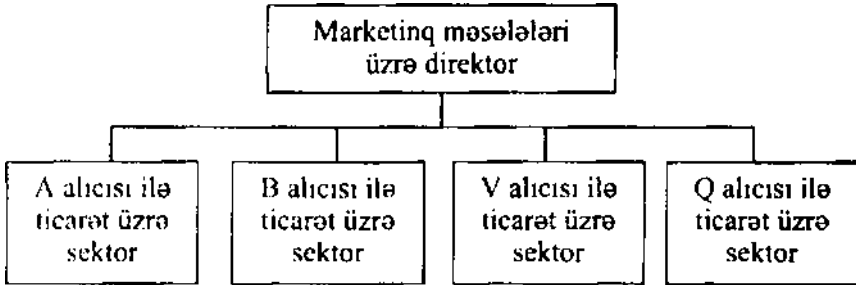 Marketinq məsələləri
üzrə direktor
A alıcısı ilə
ticarət üzrə
sektor
B alıcısı ilə
ticarət üzrə
sektor
V alıcısı ilə
ticarət üzrə
sektor
Q alıcısı ilə
ticarət üzrə
sektor